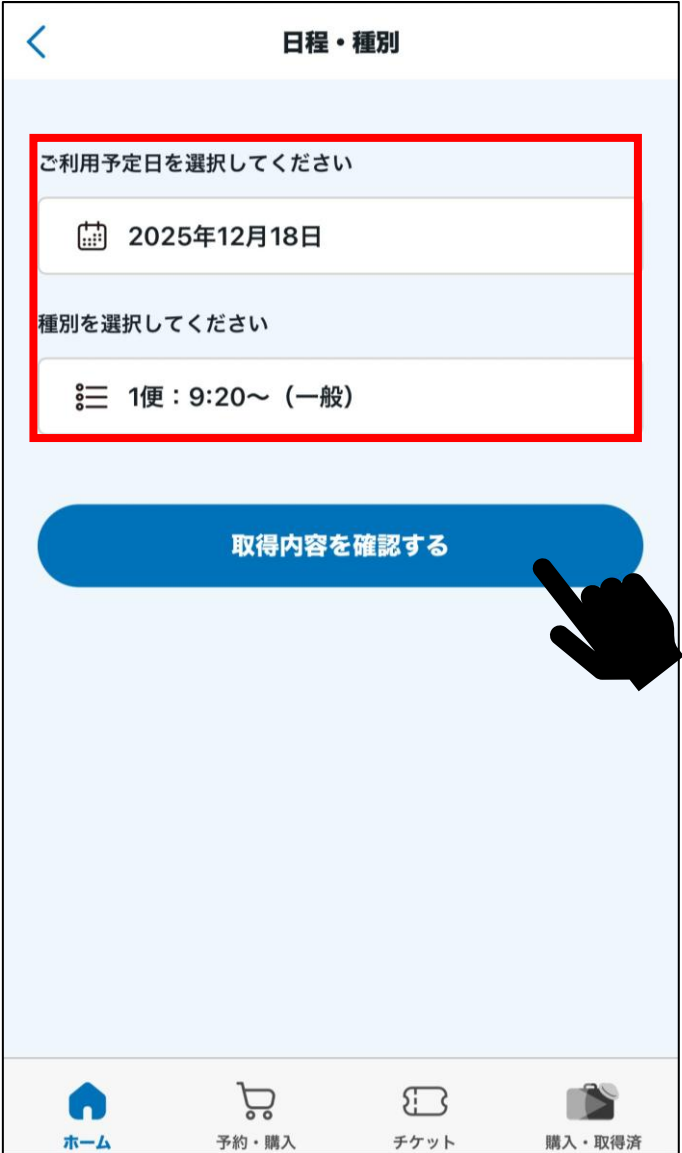 日程・種別
ご利用予定日を選択してください
2025年12月18日
種別を選択してください
1便：9:20〜（一般）
取得内容を確認する
ホーム
予約・購入
チケット
購入・取得済